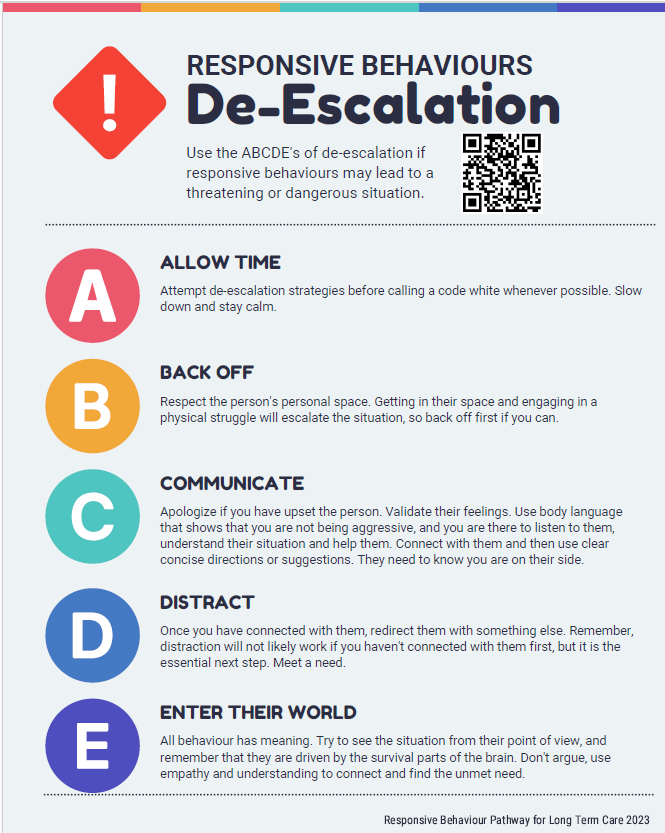 !
RESPONSIVE BEHAVIOURS
De-Escalation
Use the ABCDE's of de-escalation if
responsive behaviours may lead to a
threatening or dangerous situation.
A
ALLOW TIME
Attempt de-escalation strategies before calling a code white whenever possible. Slow
down and stay calm.
B
BACK OFF
Respect the person's personal space. Getting in their space and engaging in a
physical struggle will escalate the situation, so back off first if you can.
C
COMMUNICATE
Apologize if you have upset the person. Validate their feelings. Use body language
that shows that you are not being aggressive, and you are there to listen to them,
understand their situation and help them. Connect with them and then use clear
concise directions or suggestions. They need to know you are on their side.
D
DISTRACT
Once you have connected with them, redirect them with something else. Remember,
distraction will not likely work if you haven't connected with them first, but it is the
essential next step. Meet a need.
E
ENTER THEIR WORLD
All behaviour has meaning. Try to see the situation from their point of view, and
remember that they are driven by the survival parts of the brain. Don't argue, use
empathy and understanding to connect and find the unmet need.
Responsive Behaviour Pathway for Long Term Care 2023